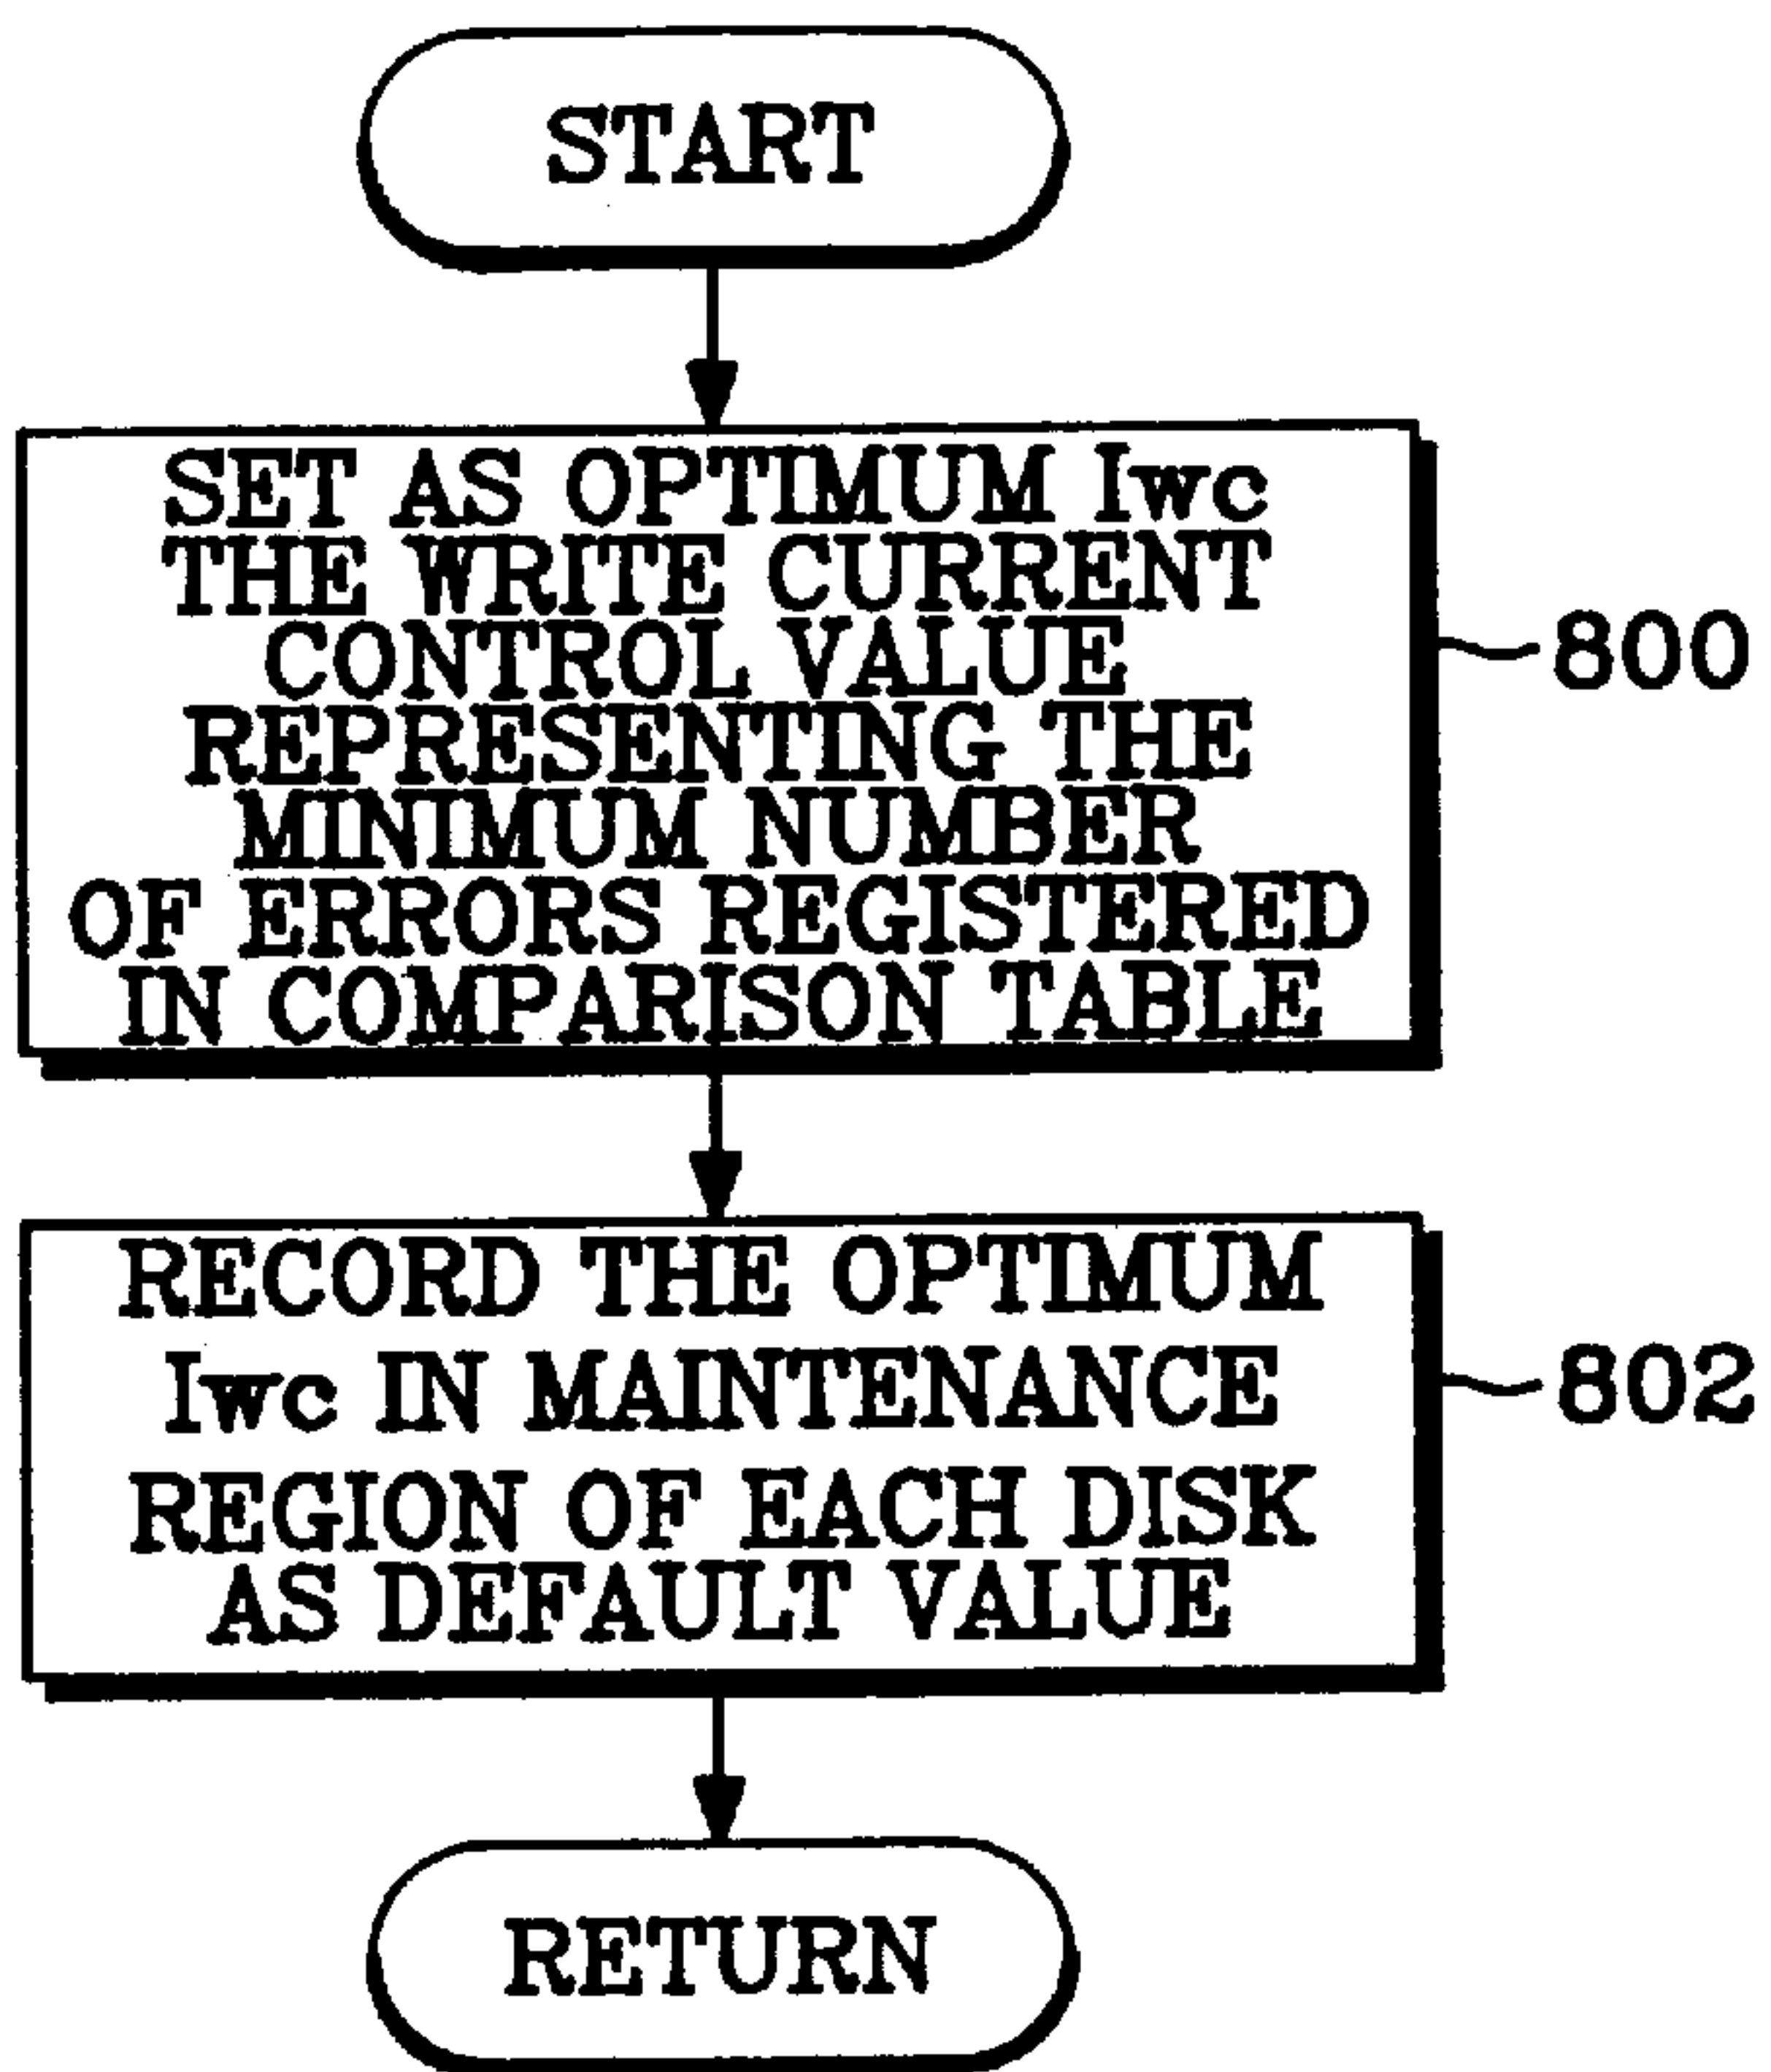 START
SET AS OPTIMUM Iwc
THE WRITE CURRENT
CONTROL VALUE
REPRESENTING THE
MINIMUM NUMBER
OF ERRORS REGISTERED
IN COMPARISON TABLE
800
RECORD THE OPTIMUM
Iwc IN MAINTENANCE
REGION OF EACH DISK
AS DEFAULT VALUE
802
RETURN